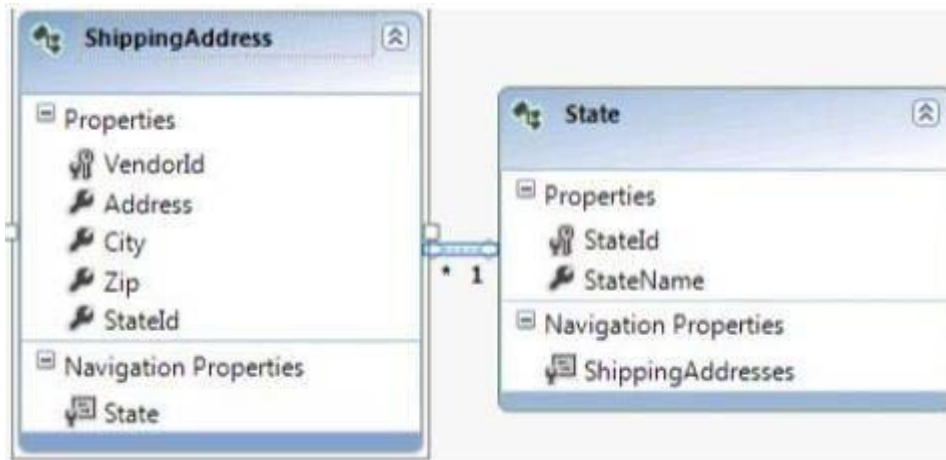 ShippingAddress
Properties
VendorId
Address
City
Zip
StateId
Navigation Properties
State
* 1
State
Properties
StateId
StateName
Navigation Properties
ShippingAddresses